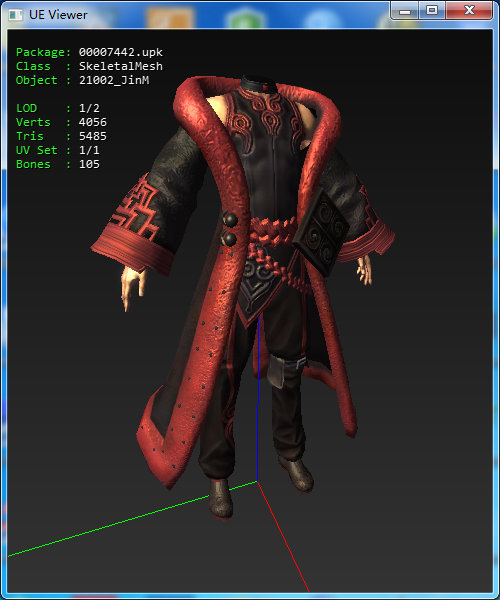 UE Viewer
Package: 00007442.upk
Class : SkeletalMesh
Object : 21002_JinM
LOD : 1/2
Verts : 4056
Tris : 5485
UV Set : 1/1
Bones : 105